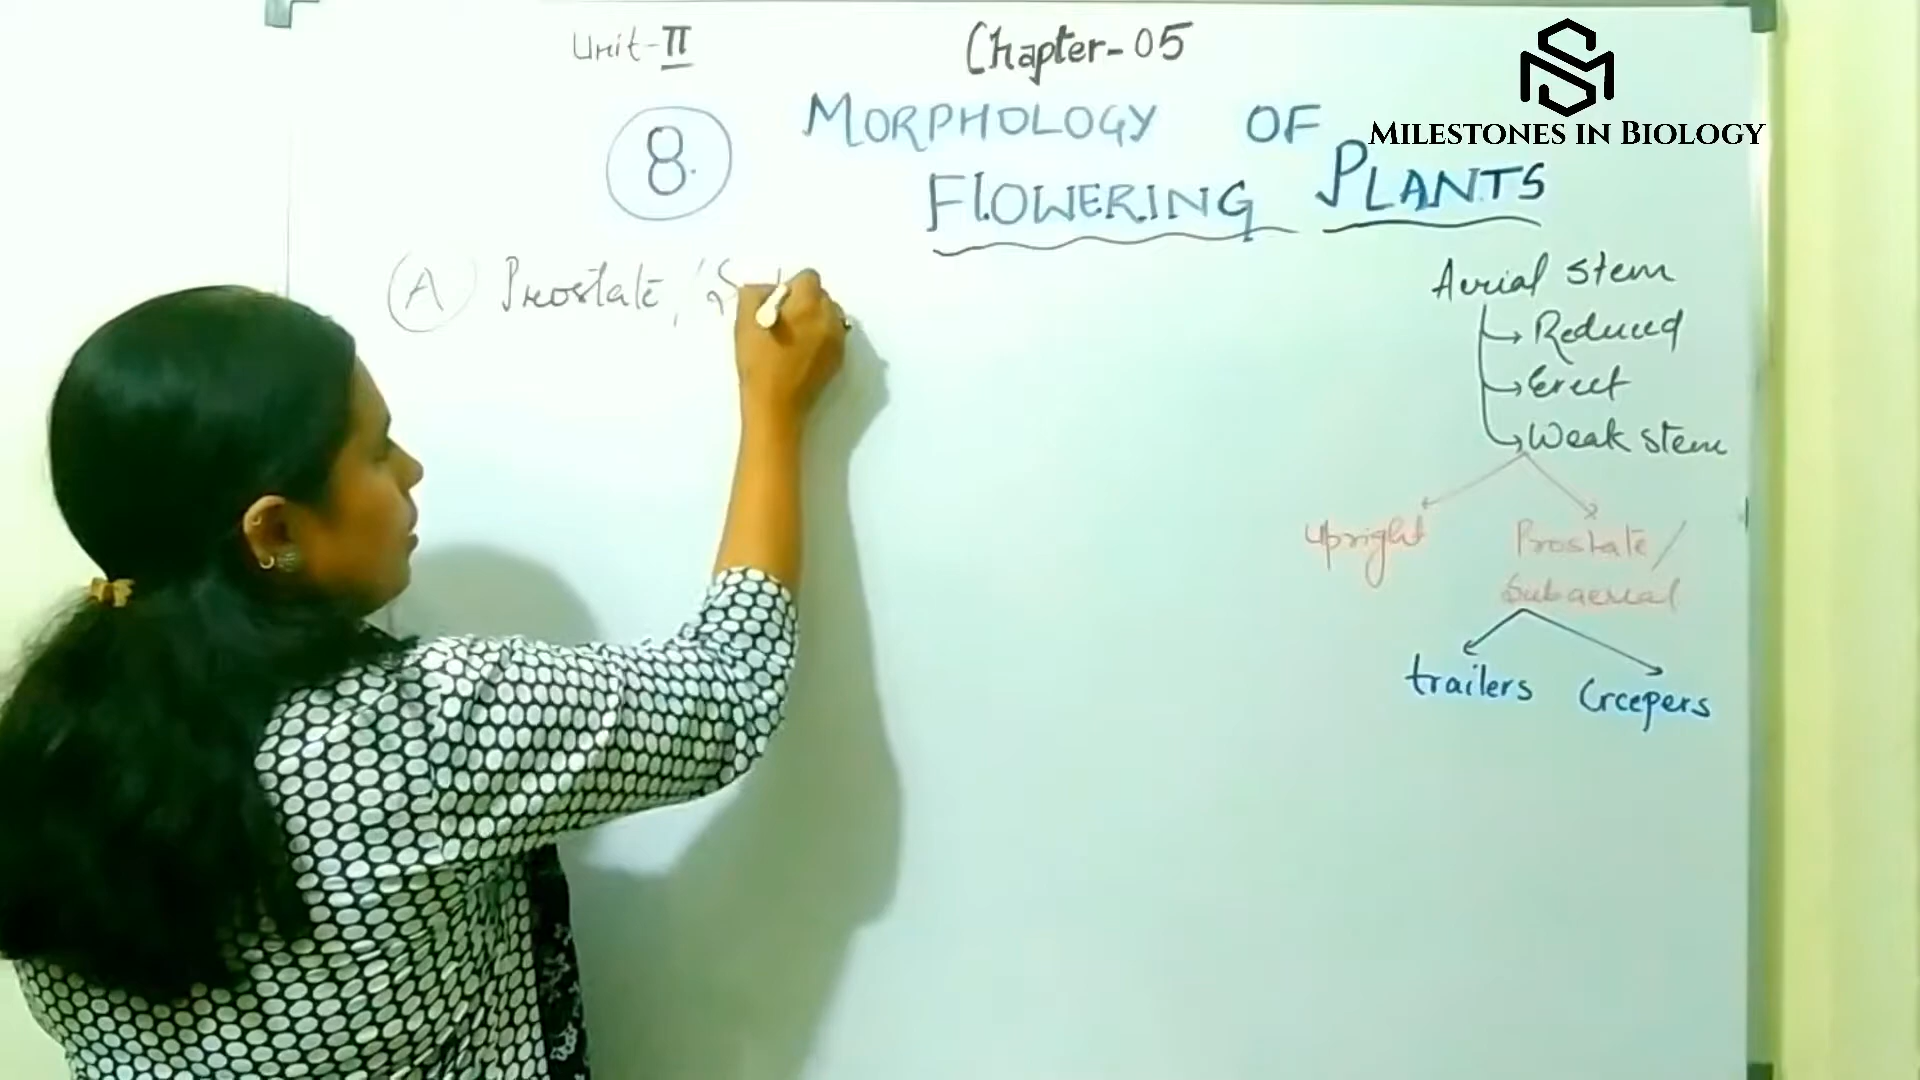 Unit-II
Chapter-05
8.
MORPHOLOGY OF
FLOWERING PLANTS
SM
MILESTONES IN BIOLOGY
A Prostate /
Aerial stem
Reduced
Erect
Weak stem
Upright
Prostate /
Subaerial
trailers
Creepers